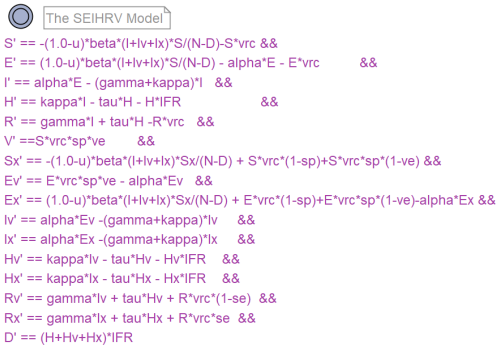 The SEIHRV Model
S' == -(1.0-u)*beta*(I+Iv+Ix)*S/(N-D)-S*vrc &&
E' == (1.0-u)*beta*(I+Iv+Ix)*S/(N-D) - alpha*E - E*vrc &&
I' == alpha*E - (gamma+kappa)*I &&
H' == kappa*I - tau*H - H*IFR &&
R' == gamma*I + tau*H -R*vrc &&
V' ==S*vrc*sp*ve &&
Sx' == -(1.0-u)*beta*(I+Iv+Ix)*Sx/(N-D) + S*vrc*(1-sp)+S*vrc*sp*(1-ve) &&
Ev' == E*vrc*sp*ve - alpha*Ev &&
Ex' == (1.0-u)*beta*(I+Iv+Ix)*Sx/(N-D) + E*vrc*(1-sp)+E*vrc*sp*(1-ve)-alpha*Ex &&
Iv' == alpha*Ev -(gamma+kappa)*Iv &&
Ix' == alpha*Ex -(gamma+kappa)*Ix &&
Hv' == kappa*Iv - tau*Hv - Hv*IFR &&
Hx' == kappa*Ix - tau*Hx - Hx*IFR &&
Rv' == gamma*Iv + tau*Hv + R*vrc*(1-se) &&
Rx' == gamma*Ix + tau*Hx + R*vrc*se &&
D' == (H+Hv+Hx)*IFR